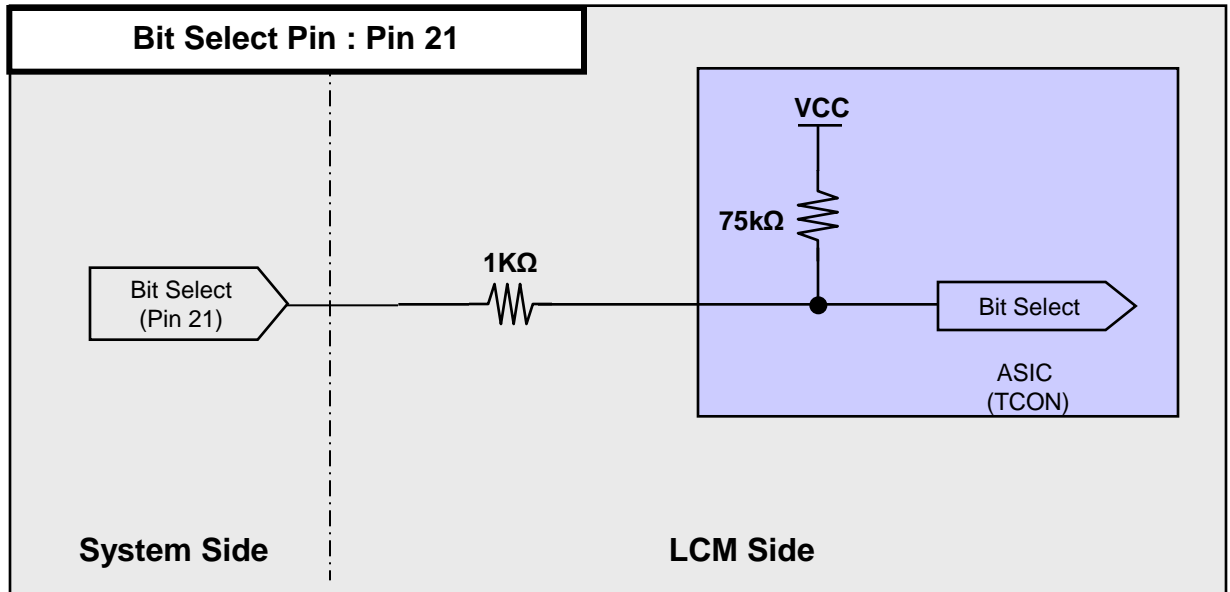 Bit Select Pin : Pin 21
VCC
75kΩ
1KΩ
Bit Select
(Pin 21)
Bit Select
ASIC
(TCON)
System Side
LCM Side